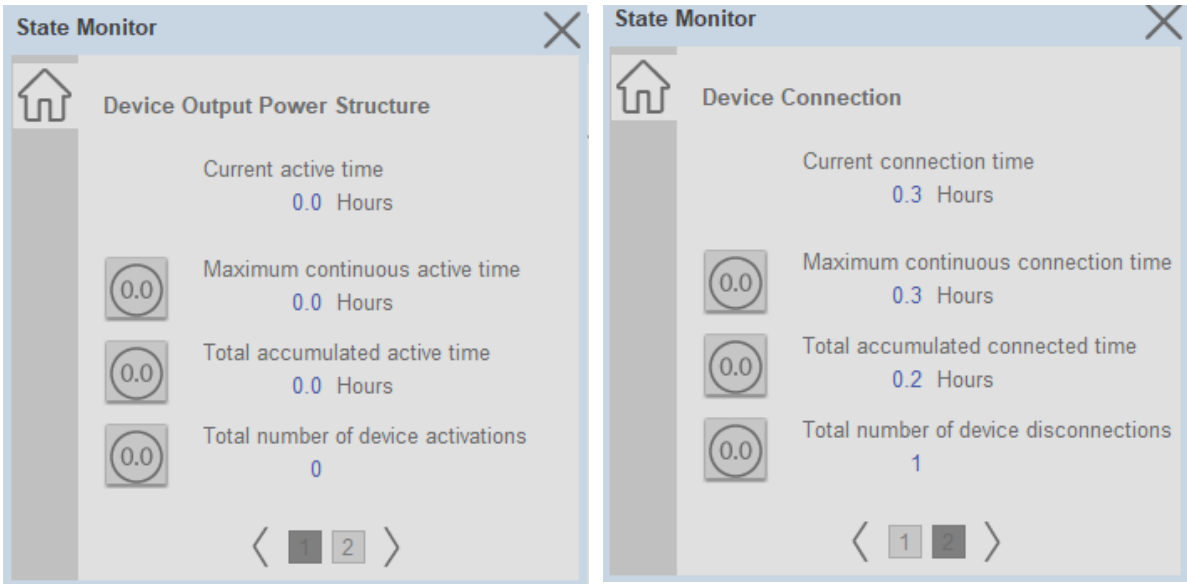 State Monitor
Device Output Power Structure
Current active time
0.0 Hours
0.0
Maximum continuous active time
0.0 Hours
0.0
Total accumulated active time
0.0 Hours
0.0
Total number of device activations
0
1 2
State Monitor
Device Connection
Current connection time
0.3 Hours
0.0
Maximum continuous connection time
0.3 Hours
0.0
Total accumulated connected time
0.2 Hours
0.0
Total number of device disconnections
1
1 2